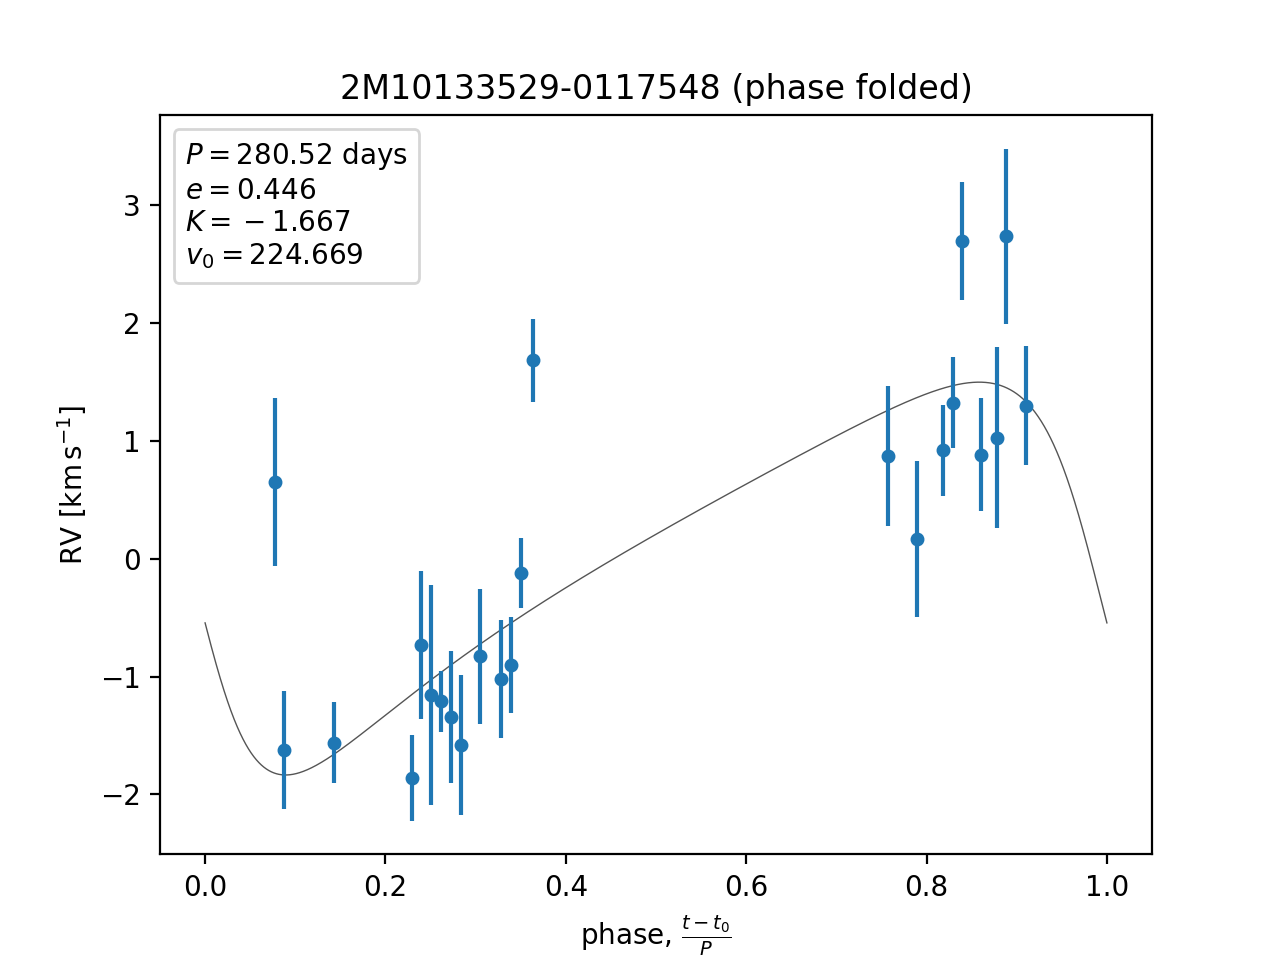 2M10133529-0117548 (phase folded)
P = 280.52 days
e = 0.446
K = −1.667
v₀ = 224.669
RV [km s⁻¹]
3
2
1
0
−1
−2
0.0 0.2 0.4 0.6 0.8 1.0
phase, (t − t₀)/P